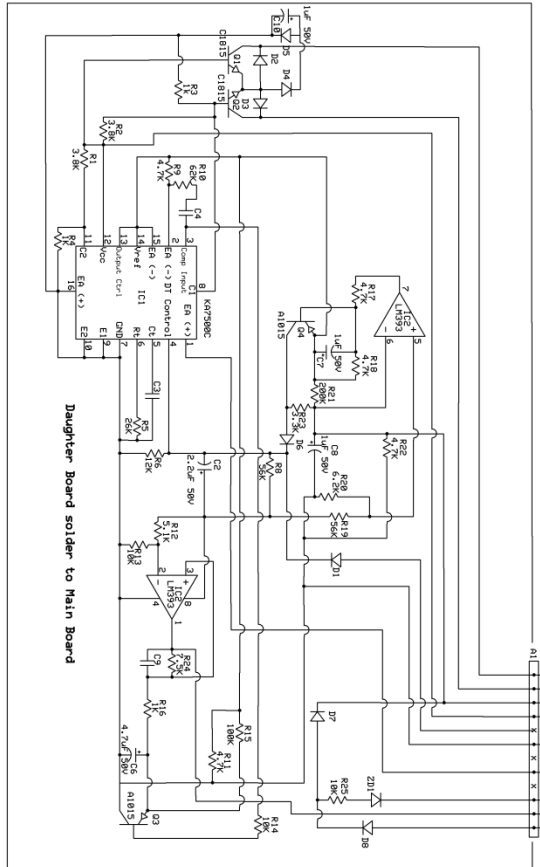 1uF 50V
C10
D5
D2
D4
D3
C1815
Q1
C1815
Q2
R3
1k
R2
3.8K
R1
3.8K
R4
1K
R9
4.7K
R10
62K
C4
11
12
13
14
15
2
3
C2
Vcc
Output Ctrl
Vref
EA (-)
EA (-)
Comp Input
16
EA (+)
IC1
DT Control
C1
8
KA7500C
E2
E1
GND
Rt
Ct
EA (+)
10
9
7
6
5
4
1
C3
R5
26K
R6
12K
C2
2.2uF 50V
R8
56K
A1015
Q4
R17
4.7K
7
IC2
LM393
+
-
5
6
1uF 50V
C7
R18
4.7K
R21
200K
R23
3.3K
D6
C8
1uF 50V
R22
4.7K
R20
6.2K
R19
56K
D1
R12
5.1K
R13
10K
2
3
-
+
IC2
LM393
4
8
1
R24
7.5K
C9
R16
1K
R15
100K
R11
4.7K
4.7uF
50V
C6
A1015
Q3
R14
10K
D7
R25
10K
ZD1
D8
A1
x
x
x
Daughter Board solder to Main Board